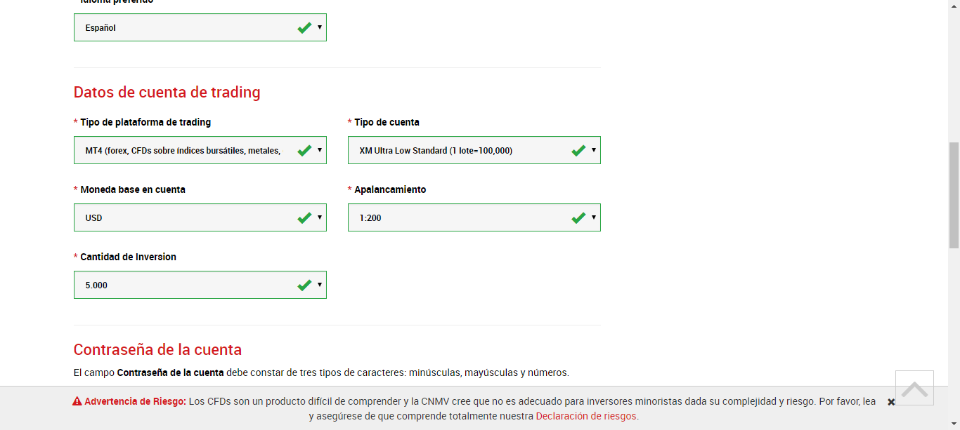 * Idioma preferido
Español
Datos de cuenta de trading
* Tipo de plataforma de trading
* Tipo de cuenta
MT4 (forex, CFDs sobre índices bursátiles, metales,
XM Ultra Low Standard (1 lote=100,000)
* Moneda base en cuenta
* Apalancamiento
USD
1:200
* Cantidad de Inversion
5.000
Contraseña de la cuenta
El campo Contraseña de la cuenta debe constar de tres tipos de caracteres: minúsculas, mayúsculas y números.
Advertencia de Riesgo: Los CFDs son un producto difícil de comprender y la CNMV cree que no es adecuado para inversores minoristas dada su complejidad y riesgo. Por favor, lea
y asegúrese de que comprende totalmente nuestra Declaración de riesgos.